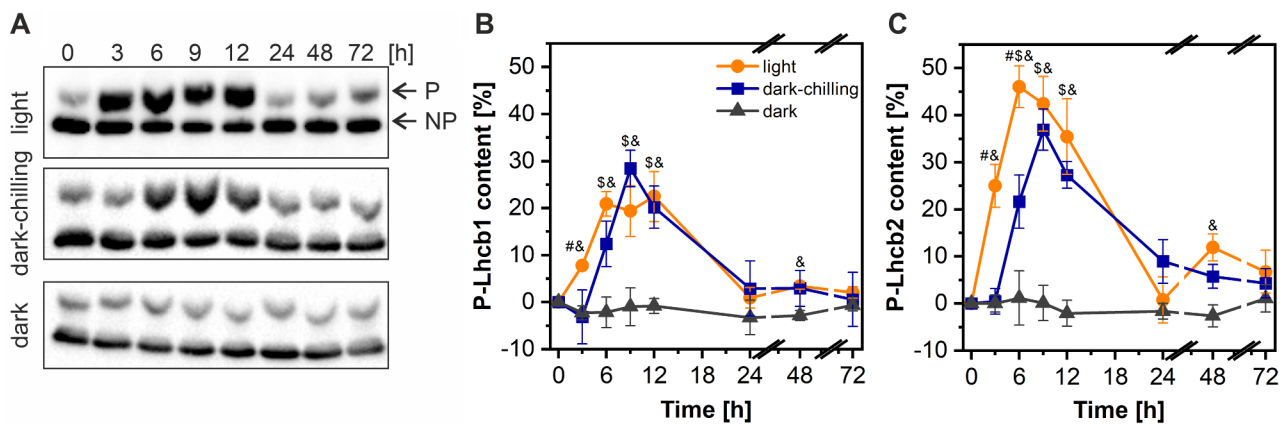 A
0 3 6 9 12 24 48 72 [h]
light
P
NP
dark-chilling
dark
B
P-Lhcb1 content [%]
50
40
30
20
10
0
-10
light
dark-chilling
dark
#&
$&
$&
$&
&
0 6 12 18 24 48 72
Time [h]
C
P-Lhcb2 content [%]
50
40
30
20
10
0
-10
#&
#$&
$&
$&
&
0 6 12 18 24 48 72
Time [h]